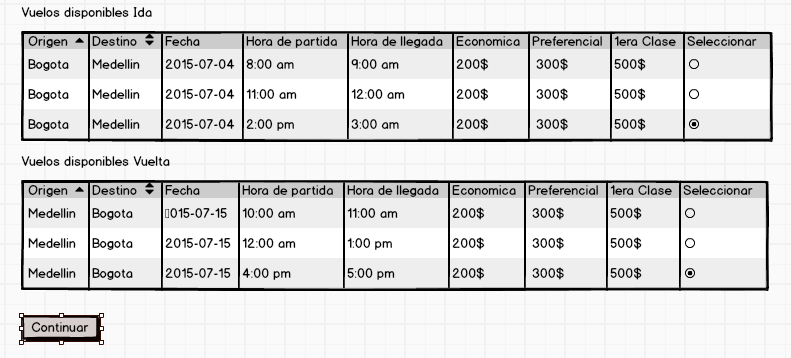 Vuelos disponibles Ida
Origen Destino Fecha Hora de partida Hora de llegada Economica Preferencial 1era Clase Seleccionar
Bogota Medellin 2015-07-04 8:00 am 9:00 am 200$ 300$ 500$
Bogota Medellin 2015-07-04 11:00 am 12:00 am 200$ 300$ 500$
Bogota Medellin 2015-07-04 2:00 pm 3:00 am 200$ 300$ 500$
Vuelos disponibles Vuelta
Origen Destino Fecha Hora de partida Hora de llegada Economica Preferencial 1era Clase Seleccionar
Medellin Bogota 015-07-15 10:00 am 11:00 am 200$ 300$ 500$
Medellin Bogota 2015-07-15 12:00 am 1:00 pm 200$ 300$ 500$
Medellin Bogota 2015-07-15 4:00 pm 5:00 pm 200$ 300$ 500$
Continuar